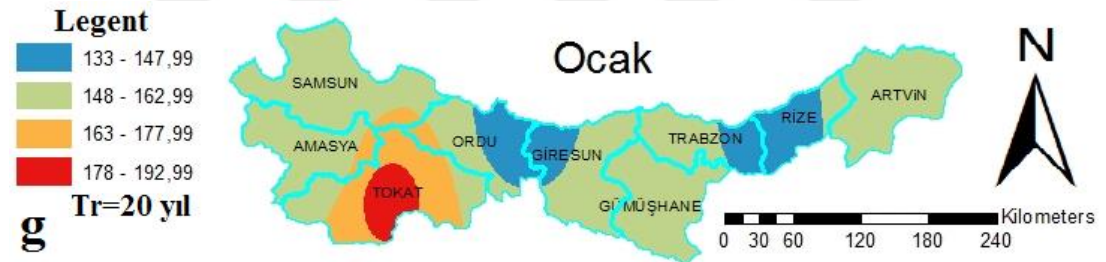 Legent
133 - 147,99
148 - 162,99
163 - 177,99
178 - 192,99
Tr=20 yıl
g
Ocak
SAMSUN
AMASYA
TOKAT
ORDU
GİRESUN
GÜMÜŞHANE
TRABZON
RİZE
ARTVİN
N
Kilometers
0 30 60 120 180 240